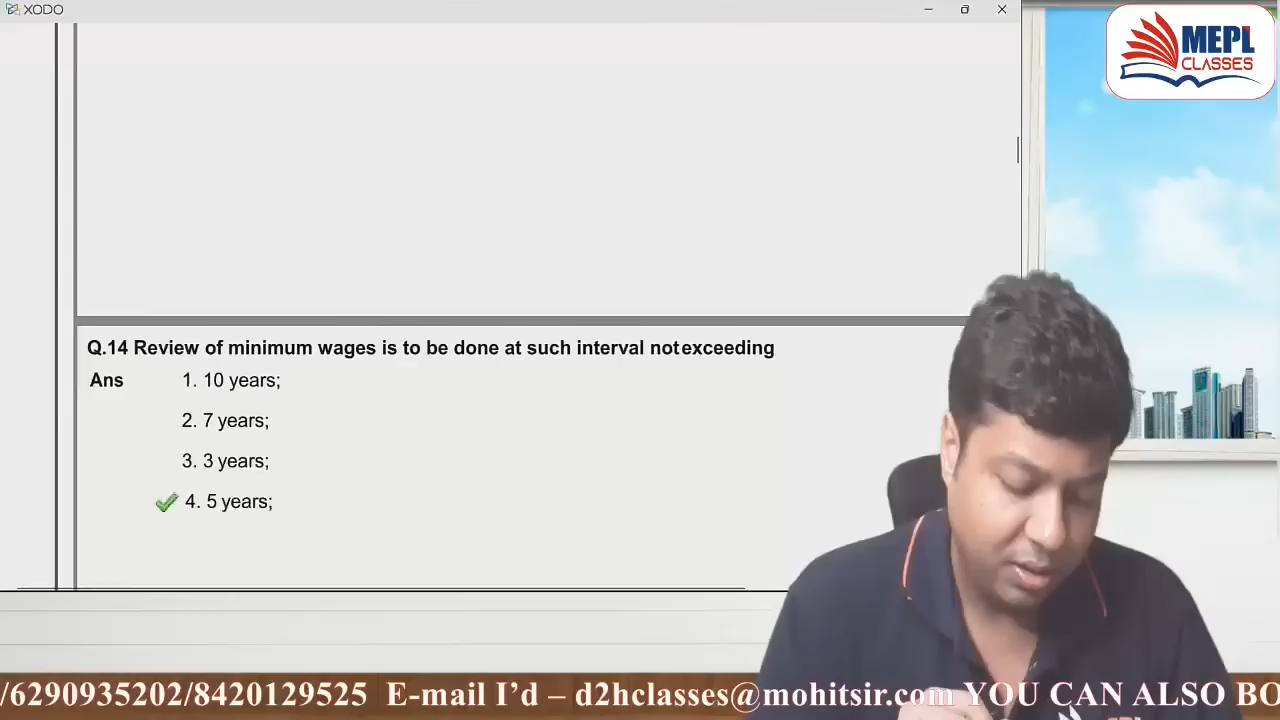 XODO
MEPL
CLASSES
Q.14 Review of minimum wages is to be done at such interval not exceeding
Ans 1. 10 years;
2. 7 years;
3. 3 years;
4. 5 years;
/6290935202/8420129525 E-mail I'd – d2hclasses@mohitsir.com YOU CAN ALSO BO